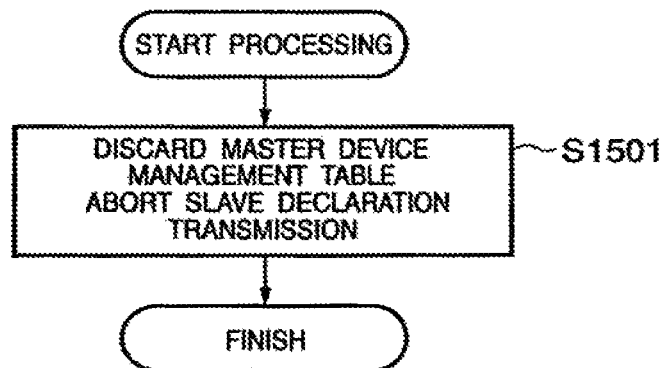 START PROCESSING
DISCARD MASTER DEVICE
MANAGEMENT TABLE
ABORT SLAVE DECLARATION
TRANSMISSION
S1501
FINISH